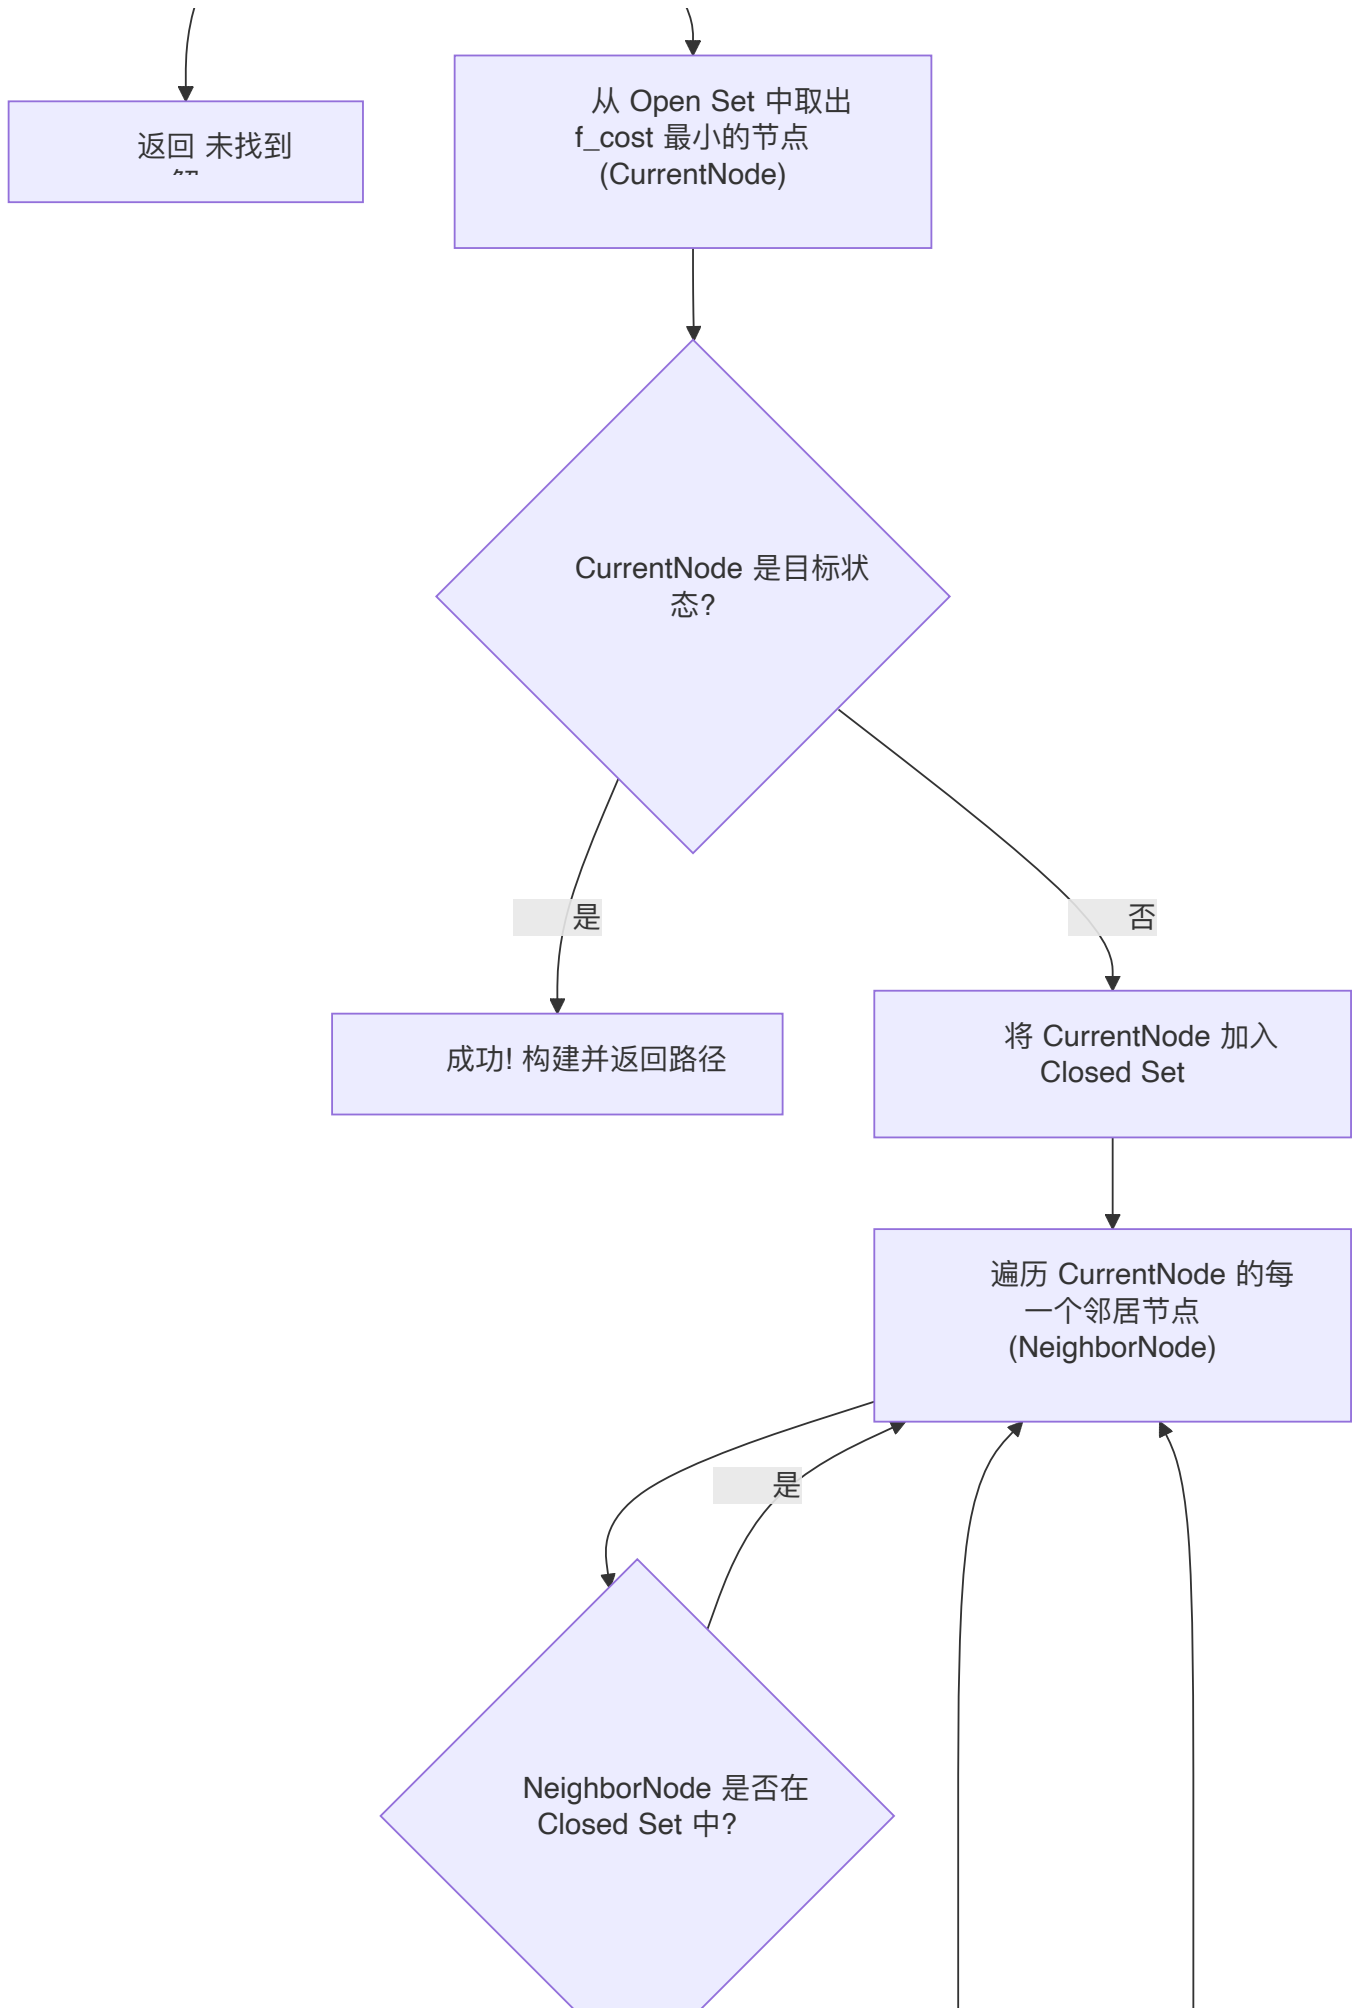 返回 未找到
从 Open Set 中取出
f_cost 最小的节点
(CurrentNode)
CurrentNode 是目标状
态?
是
否
成功! 构建并返回路径
将 CurrentNode 加入
Closed Set
遍历 CurrentNode 的每
一个邻居节点
(NeighborNode)
是
NeighborNode 是否在
Closed Set 中?